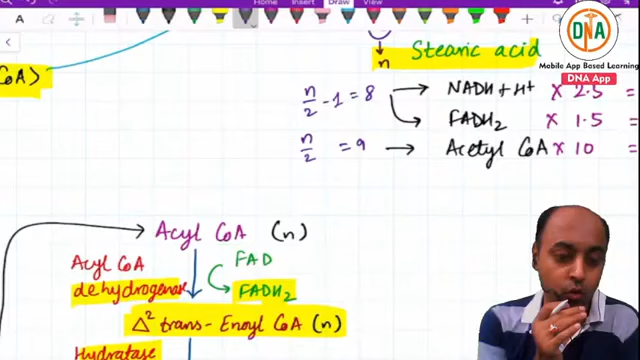 Home Insert Draw View
DNA
Mobile App Based Learning
DNA App
CoA>
n
Stearic acid
n/2 - 1 = 8 → NADH + H+ × 2.5 =
FADH2 × 1.5 =
n/2 = 9 → Acetyl CoA × 10 =
Acyl CoA (n)
Acyl CoA
dehydrogenase
FAD
FADH2
Δ² trans-Enoyl CoA (n)
Hydratase